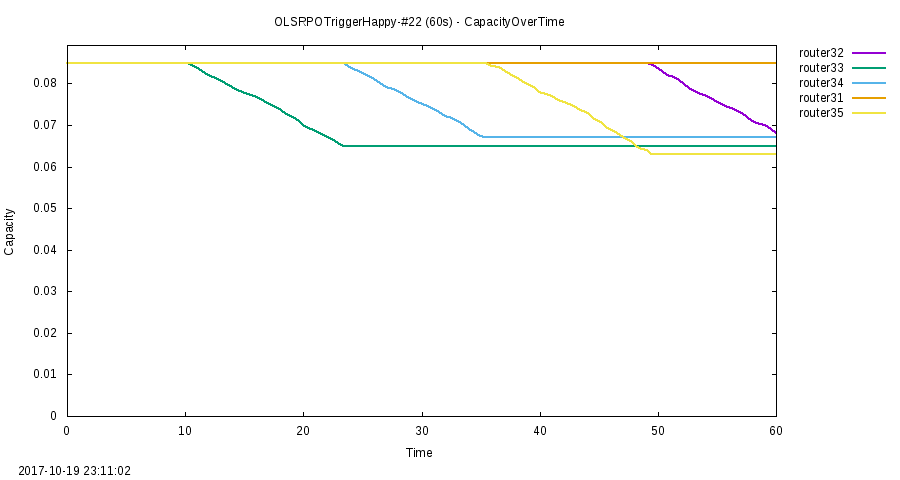 OLSRPOTriggerHappy-#22 (60s) - CapacityOverTime
router32
router33
router34
router31
router35
0.08
0.07
0.06
0.05
0.04
0.03
0.02
0.01
0
Capacity
0 10 20 30 40 50 60
Time
2017-10-19 23:11:02